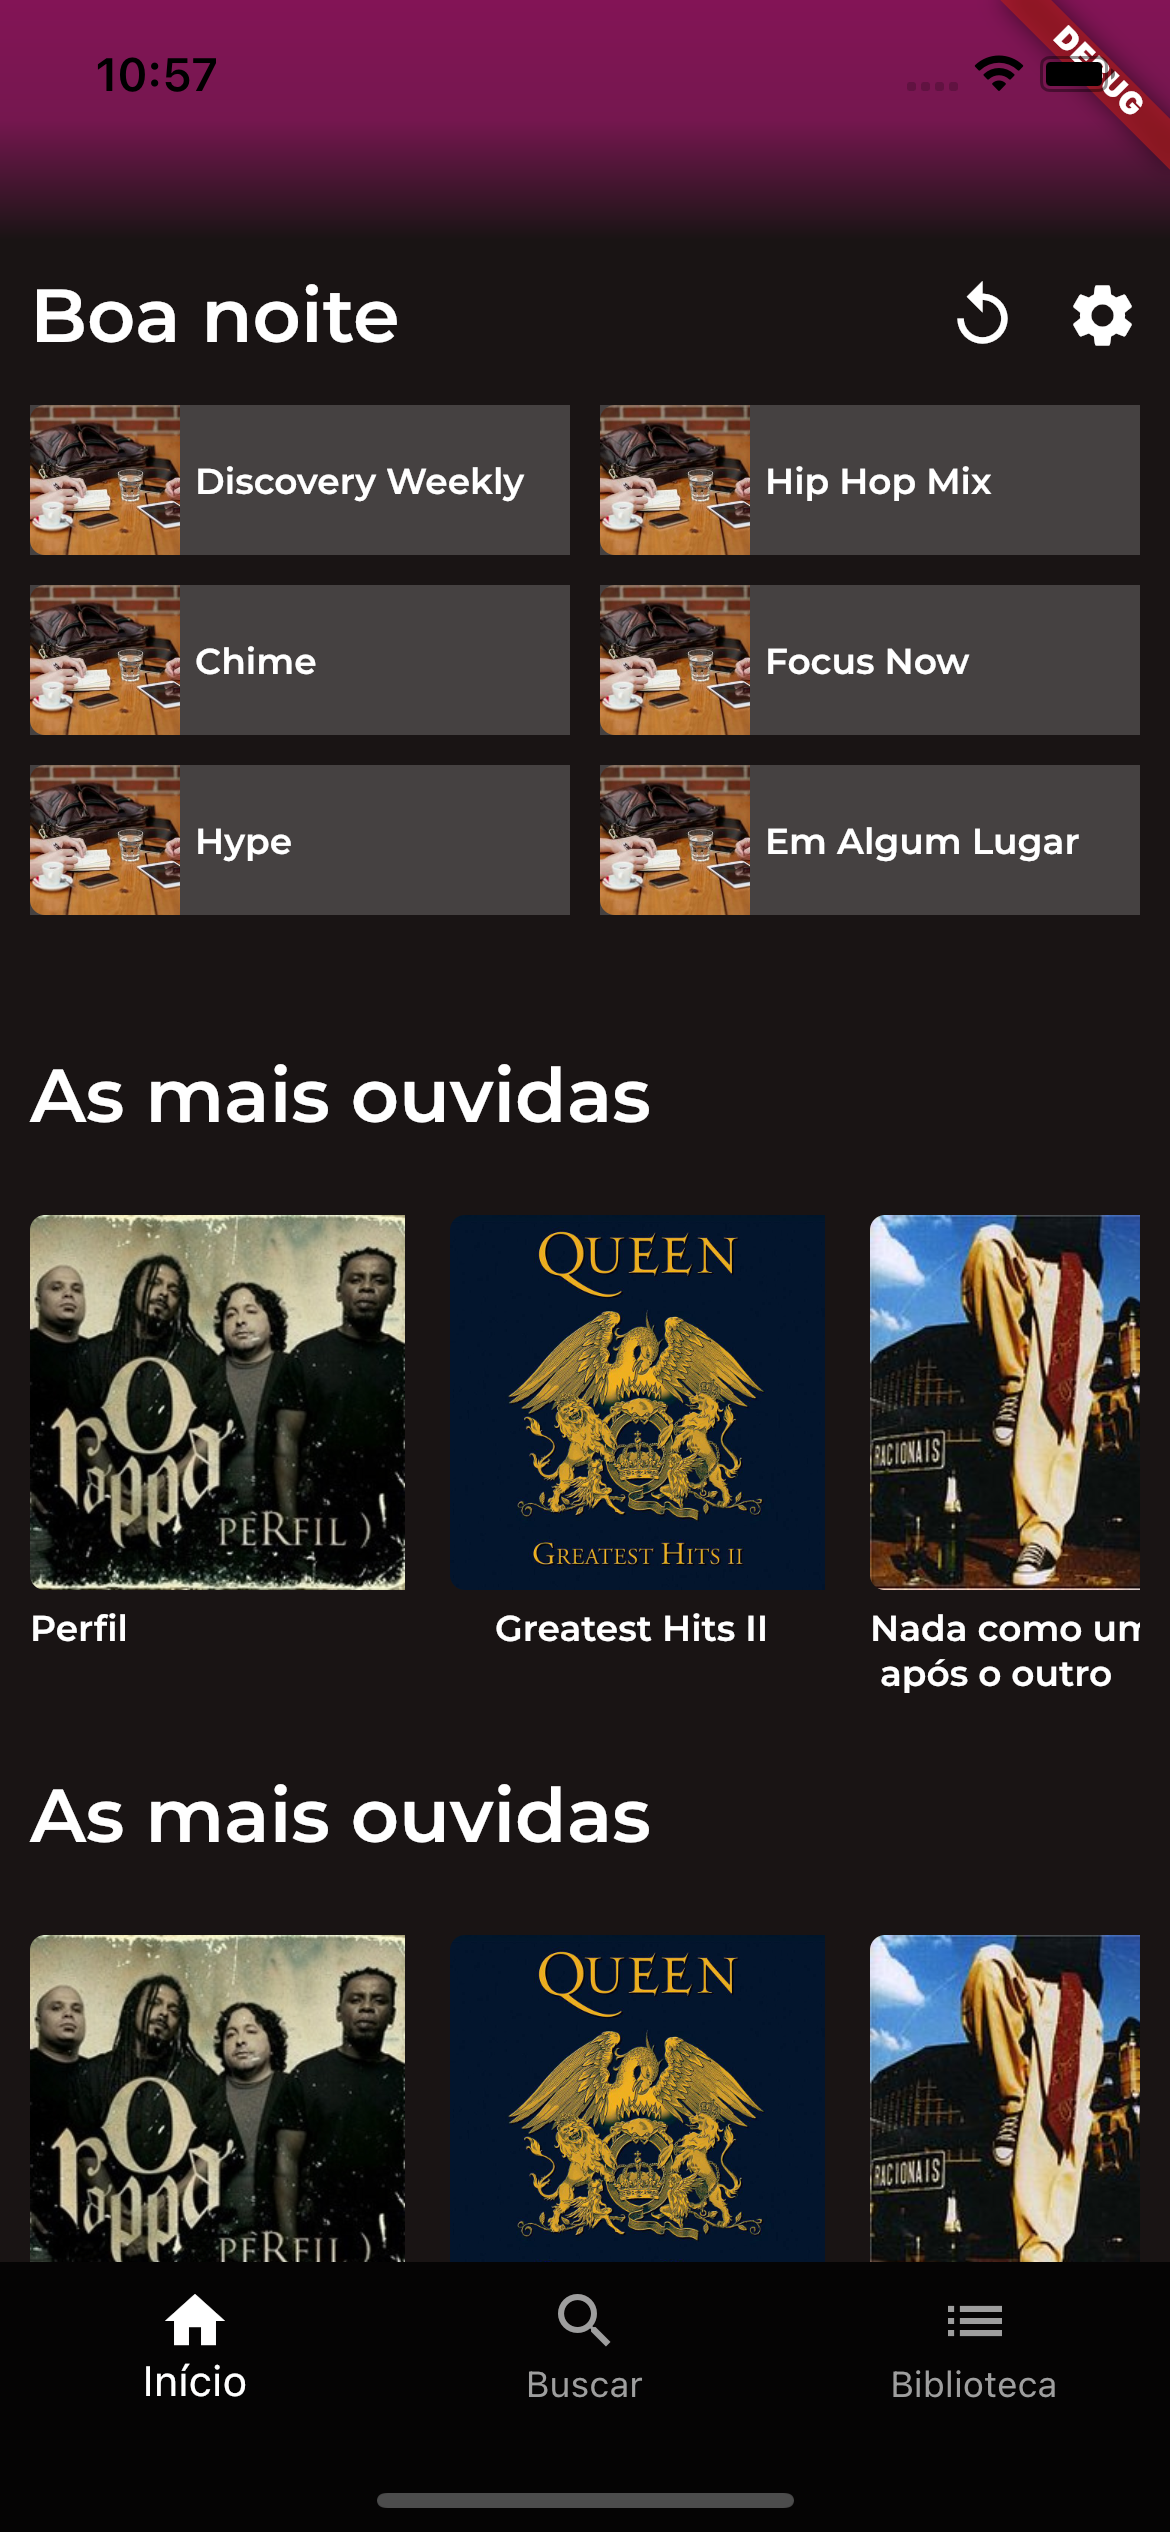 10:57
DEBUG
Boa noite
Discovery Weekly
Hip Hop Mix
Chime
Focus Now
Hype
Em Algum Lugar
As mais ouvidas
O Rappa
PERFIL )
QUEEN
GREATEST HITS II
RACIONAIS
Perfil
Greatest Hits II
Nada como um
após o outro
As mais ouvidas
O Rappa
PERFIL )
QUEEN
RACIONAIS
Início
Buscar
Biblioteca